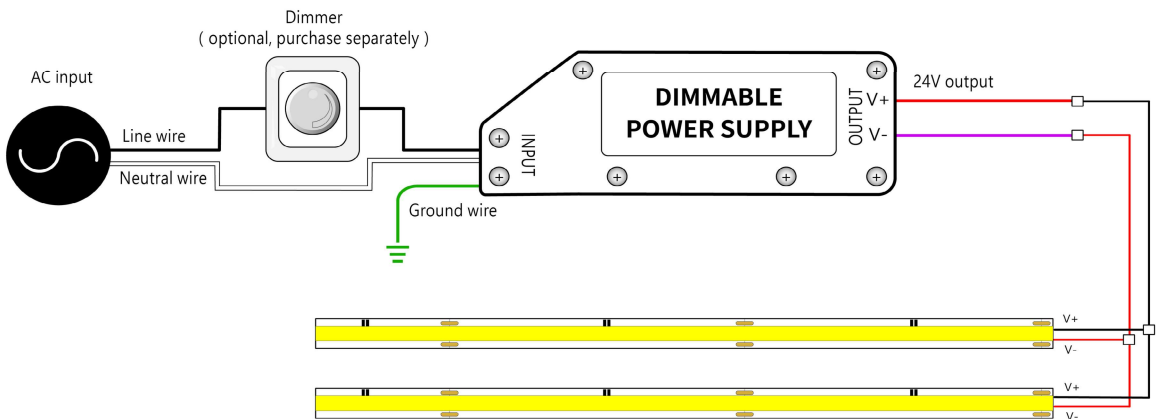 Dimmer
( optional, purchase separately )
AC input
Line wire
Neutral wire
Ground wire
INPUT
DIMMABLE
POWER SUPPLY
OUTPUT
V+
V-
24V output
V+
V-
V+
V-